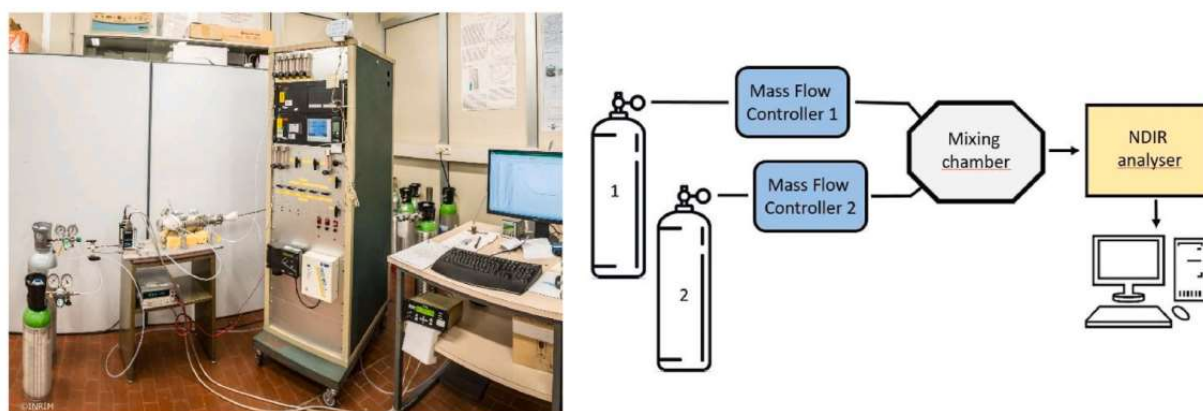 ©INRIM
1
2
Mass Flow
Controller 1
Mass Flow
Controller 2
Mixing
chamber
NDIR
analyser